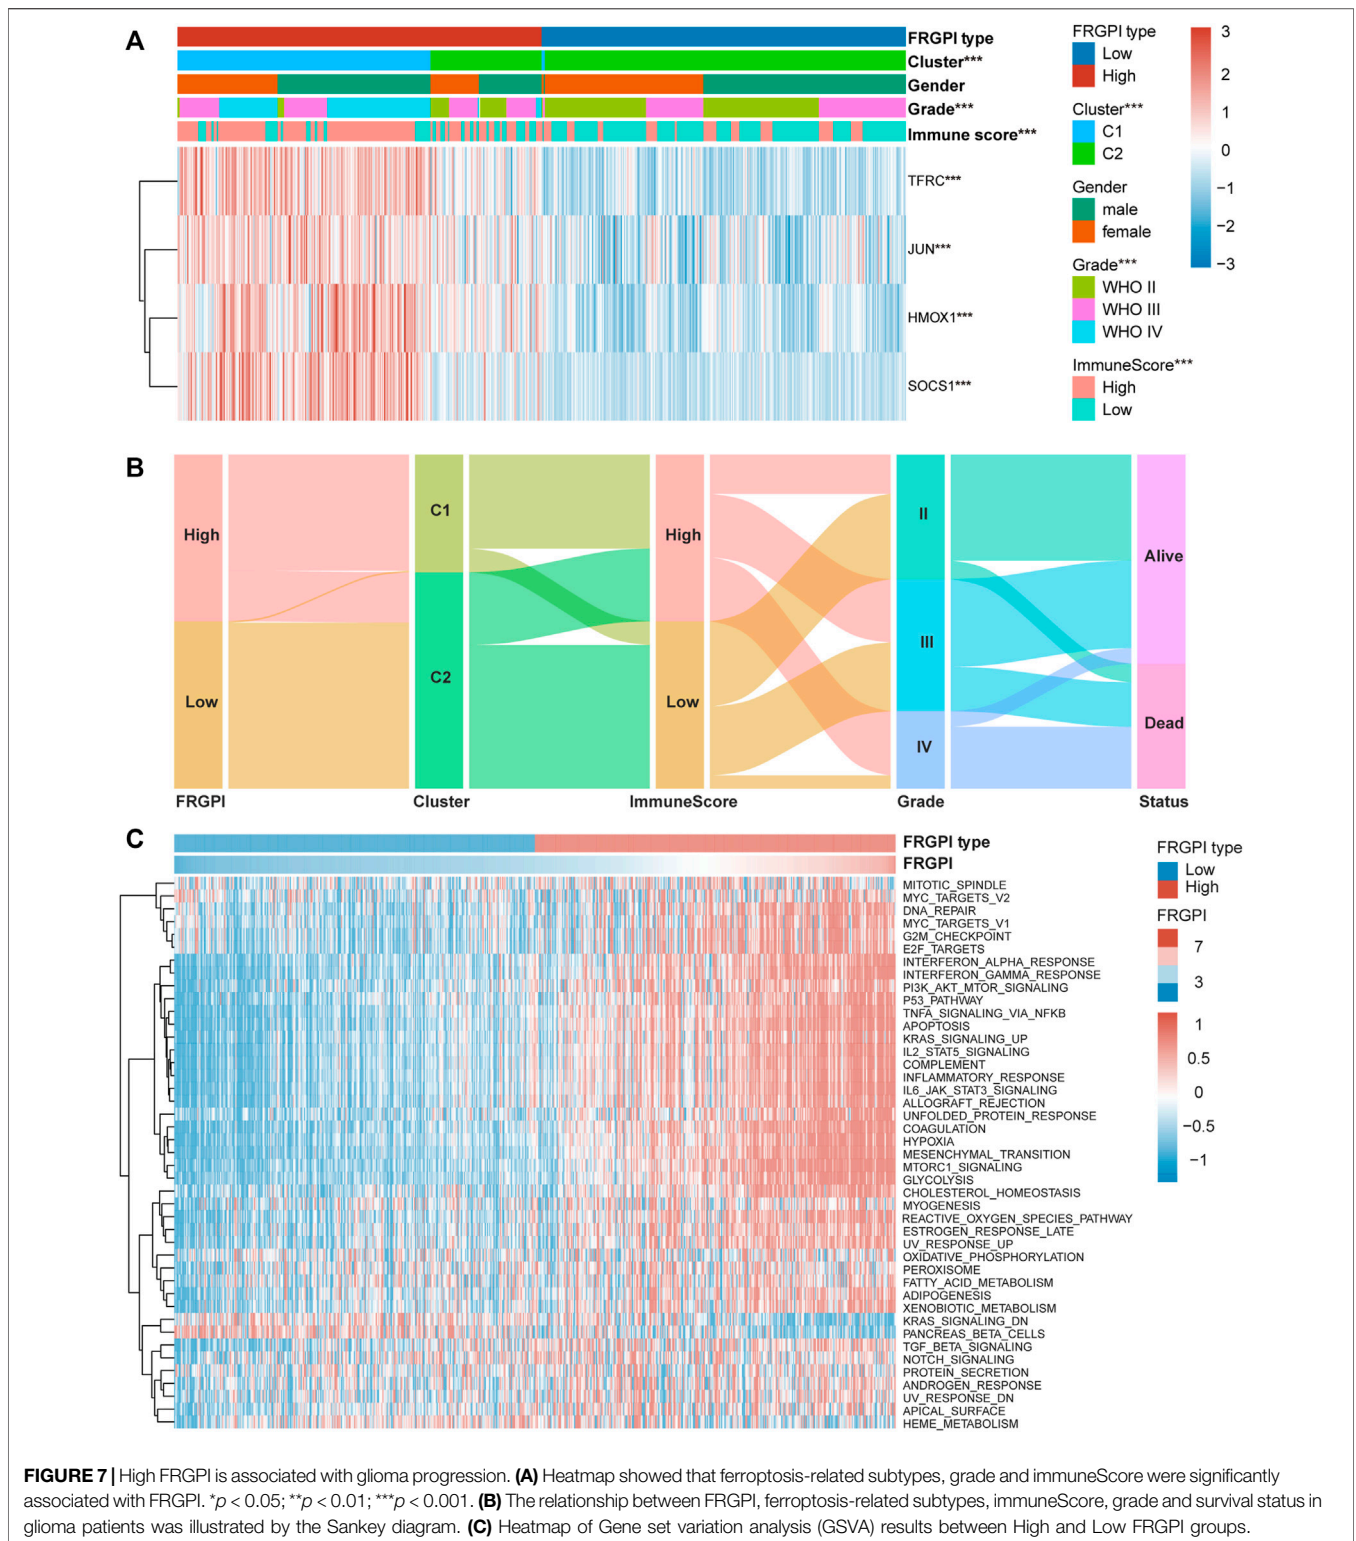 A
FRGPI type
Cluster***
Gender
Grade***
Immune score***
TFRC***
JUN***
HMOX1***
SOCS1***
FRGPI type
Low
High
Cluster***
C1
C2
Gender
male
female
Grade***
WHO II
WHO III
WHO IV
ImmuneScore***
High
Low
3
2
1
0
−1
−2
−3
B
High
Low
C1
C2
High
Low
II
III
IV
Alive
Dead
FRGPI
Cluster
ImmuneScore
Grade
Status
C
FRGPI type
FRGPI
MITOTIC_SPINDLE
MYC_TARGETS_V2
DNA_REPAIR
MYC_TARGETS_V1
G2M_CHECKPOINT
E2F_TARGETS
INTERFERON_ALPHA_RESPONSE
INTERFERON_GAMMA_RESPONSE
PI3K_AKT_MTOR_SIGNALING
P53_PATHWAY
TNFA_SIGNALING_VIA_NFKB
APOPTOSIS
KRAS_SIGNALING_UP
IL2_STAT5_SIGNALING
COMPLEMENT
INFLAMMATORY_RESPONSE
IL6_JAK_STAT3_SIGNALING
ALLOGRAFT_REJECTION
UNFOLDED_PROTEIN_RESPONSE
COAGULATION
HYPOXIA
MESENCHYMAL_TRANSITION
MTORC1_SIGNALING
GLYCOLYSIS
CHOLESTEROL_HOMEOSTASIS
MYOGENESIS
REACTIVE_OXYGEN_SPECIES_PATHWAY
ESTROGEN_RESPONSE_LATE
UV_RESPONSE_UP
OXIDATIVE_PHOSPHORYLATION
PEROXISOME
FATTY_ACID_METABOLISM
ADIPOGENESIS
XENOBIOTIC_METABOLISM
KRAS_SIGNALING_DN
PANCREAS_BETA_CELLS
TGF_BETA_SIGNALING
NOTCH_SIGNALING
PROTEIN_SECRETION
ANDROGEN_RESPONSE
UV_RESPONSE_DN
APICAL_SURFACE
HEME_METABOLISM
FRGPI type
Low
High
FRGPI
7
3
1
0.5
0
−0.5
−1
FIGURE 7 | High FRGPI is associated with glioma progression. (A) Heatmap showed that ferroptosis-related subtypes, grade and immuneScore were significantly
associated with FRGPI. *p < 0.05; **p < 0.01; ***p < 0.001. (B) The relationship between FRGPI, ferroptosis-related subtypes, immuneScore, grade and survival status in
glioma patients was illustrated by the Sankey diagram. (C) Heatmap of Gene set variation analysis (GSVA) results between High and Low FRGPI groups.